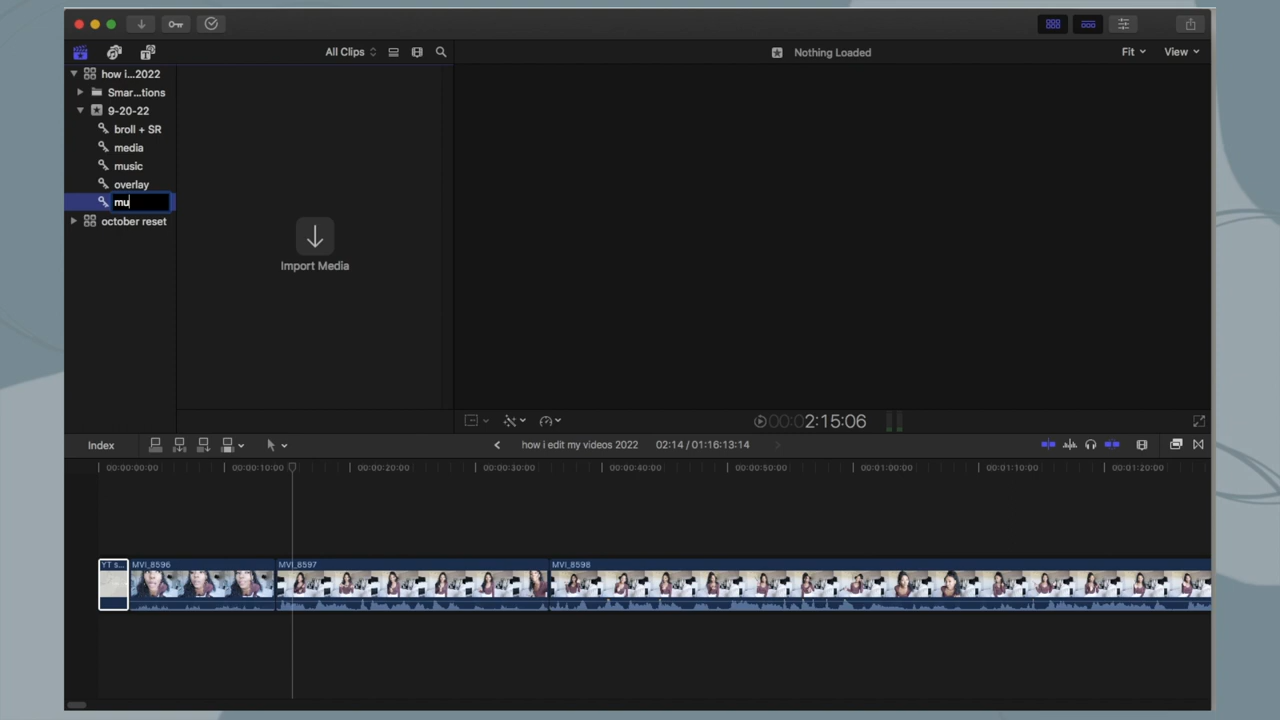 All Clips
Nothing Loaded
Fit
View
how i...2022
Smar...tions
9-20-22
broll + SR
media
music
overlay
mu
october reset
Import Media
00:00:02:15:06
Index
how i edit my videos 2022
02:14 / 01:16:13:14
00:00:00:00
00:00:10:00
00:00:20:00
00:00:30:00
00:00:40:00
00:00:50:00
00:01:00:00
00:01:10:00
00:01:20:00
YT s...
MVI_8596
MVI_8597
MVI_8598